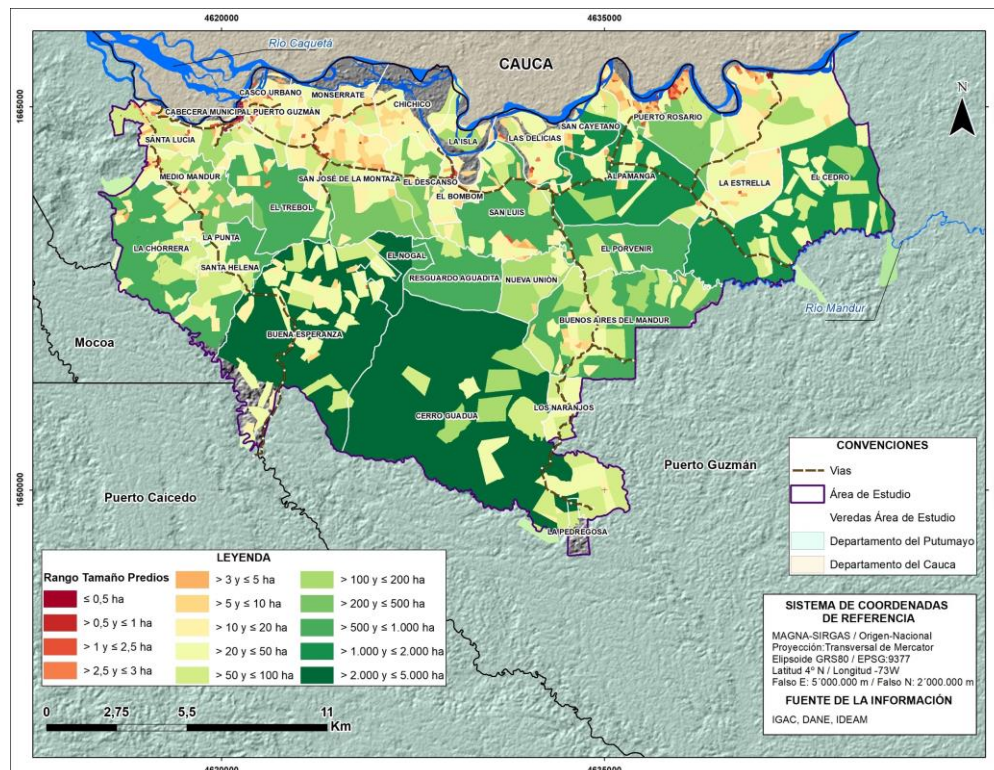 4620000
4635000
Río Caquetá
CAUCA
N
1665000
CASCO URBANO
MONSERRATE
CHICHICO
CABECERA MUNICIPAL PUERTO GUZMÁN
PUERTO ROSARIO
SAN CAYETANO
LAS DELICIAS
LA ISLA
SANTA LUCIA
MEDIO MANDUR
SAN JOSÉ DE LA MONTAZA
EL DESCANSO
ALPAMANGA
EL CEDRO
LA ESTRELLA
EL BOMBOM
EL TREBOL
SAN LUIS
LA PUNTA
LA CHORRERA
EL PORVENIR
EL NOGAL
SANTA HELENA
RESGUARDO AGUADITA
NUEVA UNIÓN
Río Mandur
BUENOS AIRES DEL MANDUR
BUENA ESPERANZA
Mocoa
LOS NARANJOS
CERRO GUADUA
Puerto Guzmán
1650000
Puerto Caicedo
LA PEDREGOSA
CONVENCIONES
Vias
Área de Estudio
Veredas Área de Estudio
Departamento del Putumayo
Departamento del Cauca
LEYENDA
Rango Tamaño Predios
≤ 0,5 ha
> 0,5 y ≤ 1 ha
> 1 y ≤ 2,5 ha
> 2,5 y ≤ 3 ha
> 3 y ≤ 5 ha
> 5 y ≤ 10 ha
> 10 y ≤ 20 ha
> 20 y ≤ 50 ha
> 50 y ≤ 100 ha
> 100 y ≤ 200 ha
> 200 y ≤ 500 ha
> 500 y ≤ 1.000 ha
> 1.000 y ≤ 2.000 ha
> 2.000 y ≤ 5.000 ha
SISTEMA DE COORDENADAS
DE REFERENCIA
MAGNA-SIRGAS / Origen-Nacional
Proyección:Transversal de Mercator
Elipsoide GRS80 / EPSG:9377
Latitud 4º N / Longitud -73W
Falso E: 5´000.000 m / Falso N: 2´000.000 m
FUENTE DE LA INFORMACIÓN
IGAC, DANE, IDEAM
0 2,75 5,5 11
Km
4620000
4635000